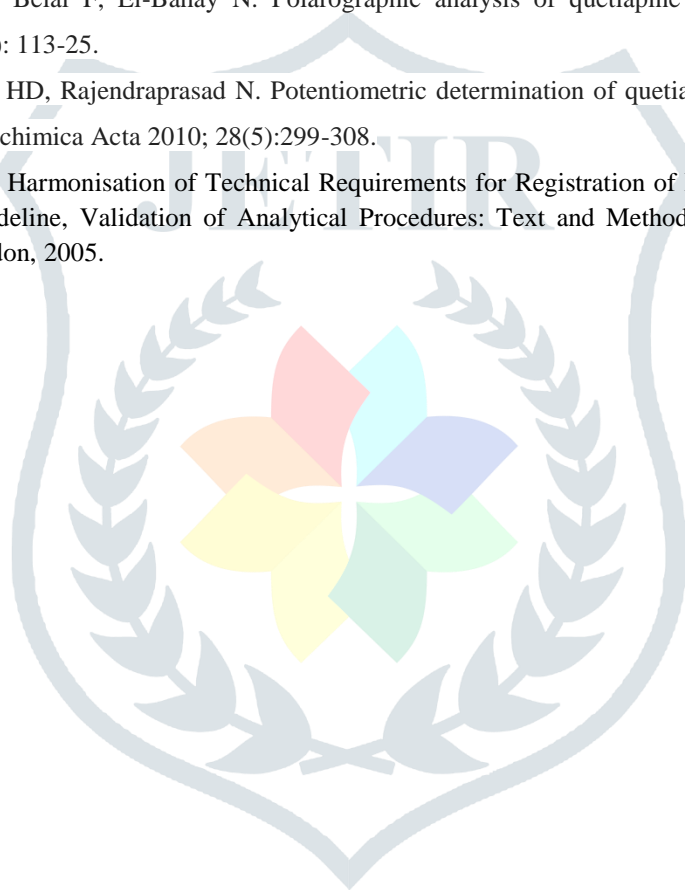 Belal F, El-Bahay N. Polarographic analysis of quetiapine
): 113-25.
HD, Rajendraprasad N. Potentiometric determination of quetia
chimica Acta 2010; 28(5):299-308.
JETIR
Harmonisation of Technical Requirements for Registration of
deline, Validation of Analytical Procedures: Text and Method
don, 2005.